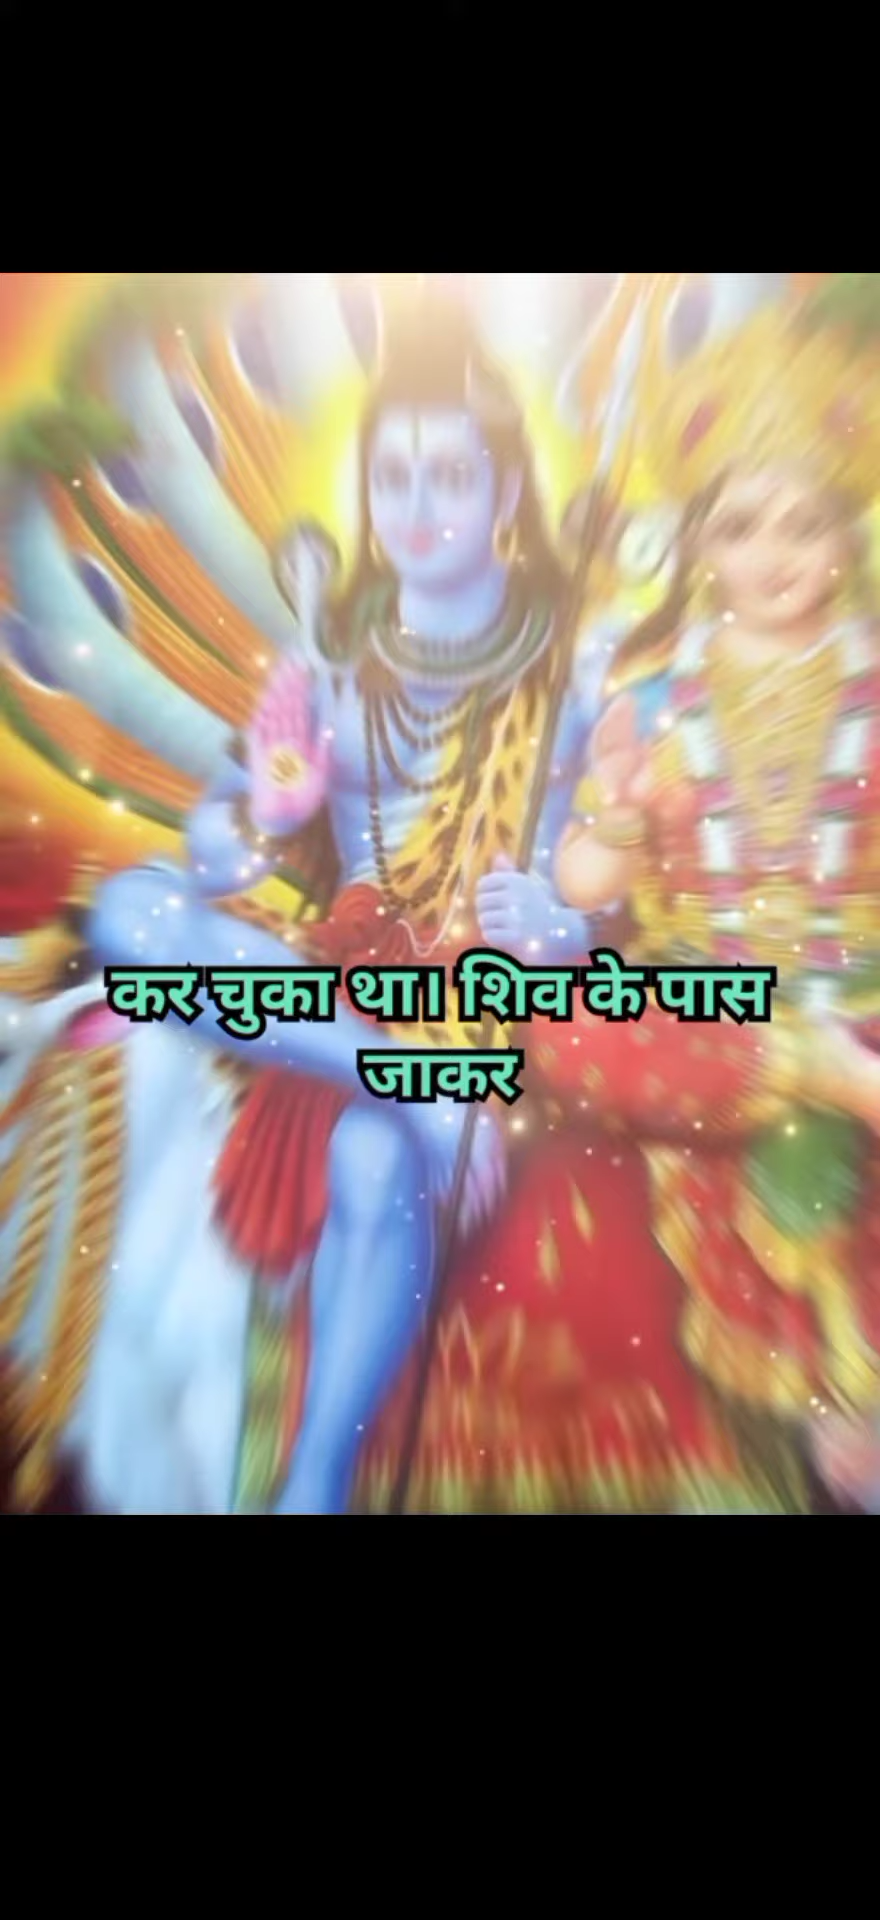 कर चुका था। शिव के पास
जाकर